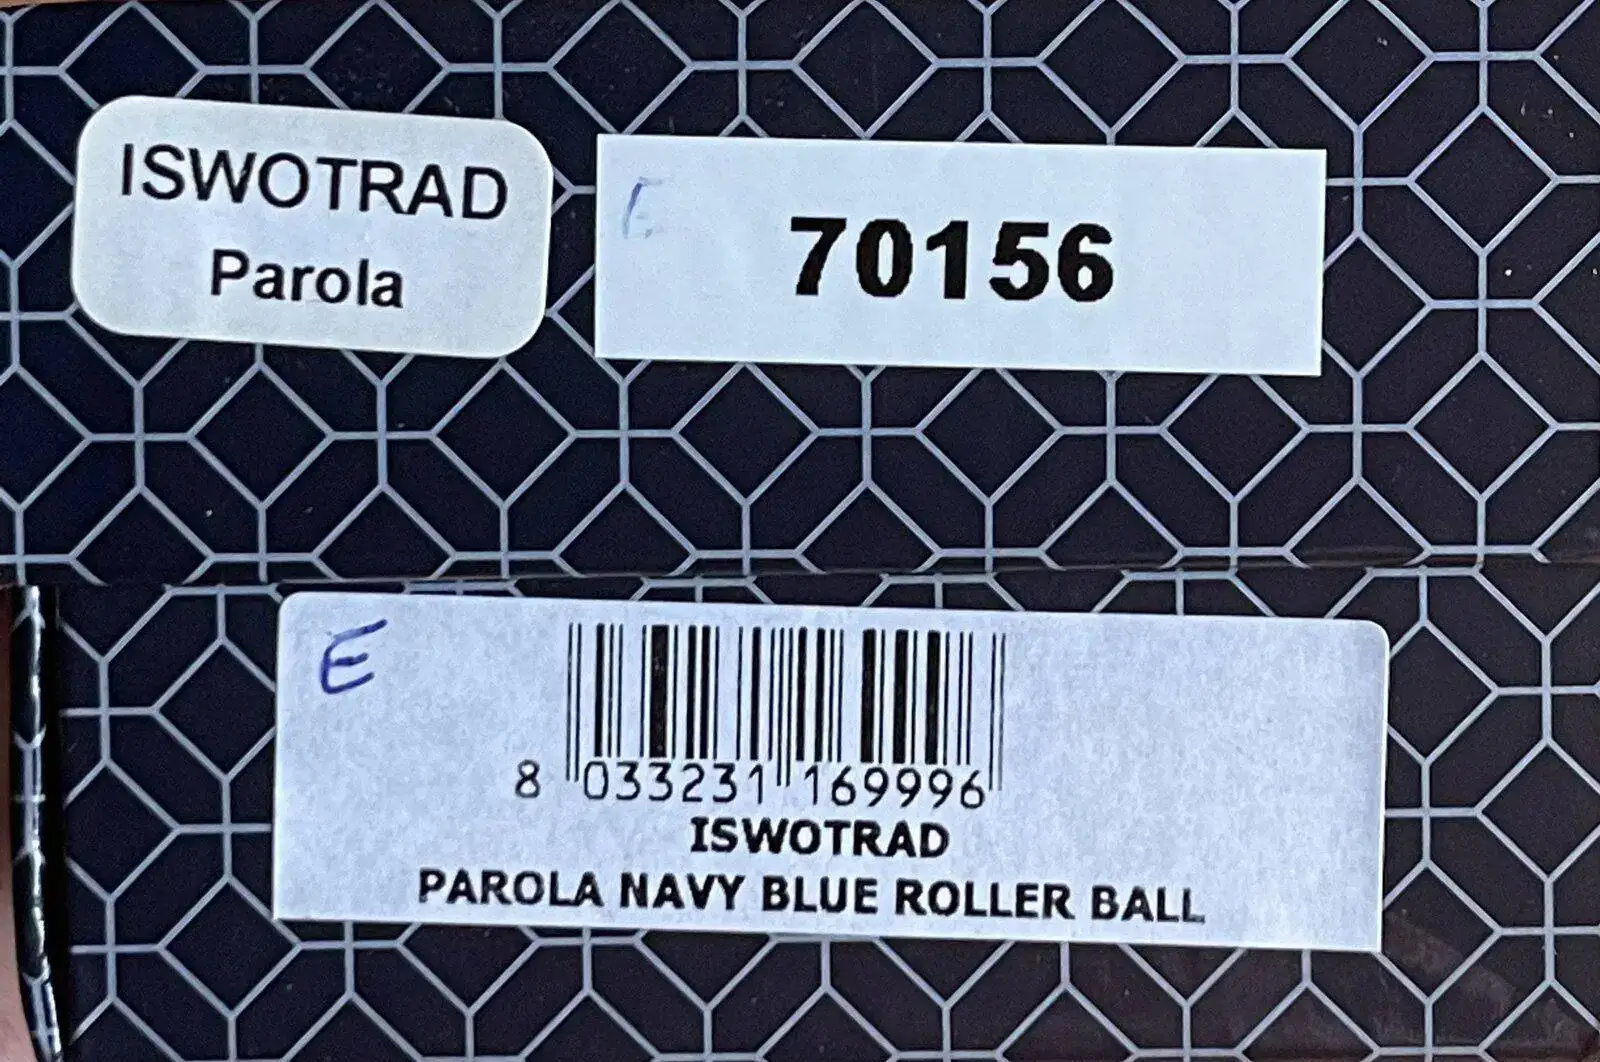 ISWOTRAD
Parola
E
70156
E
8 033231 169996
ISWOTRAD
PAROLA NAVY BLUE ROLLER BALL